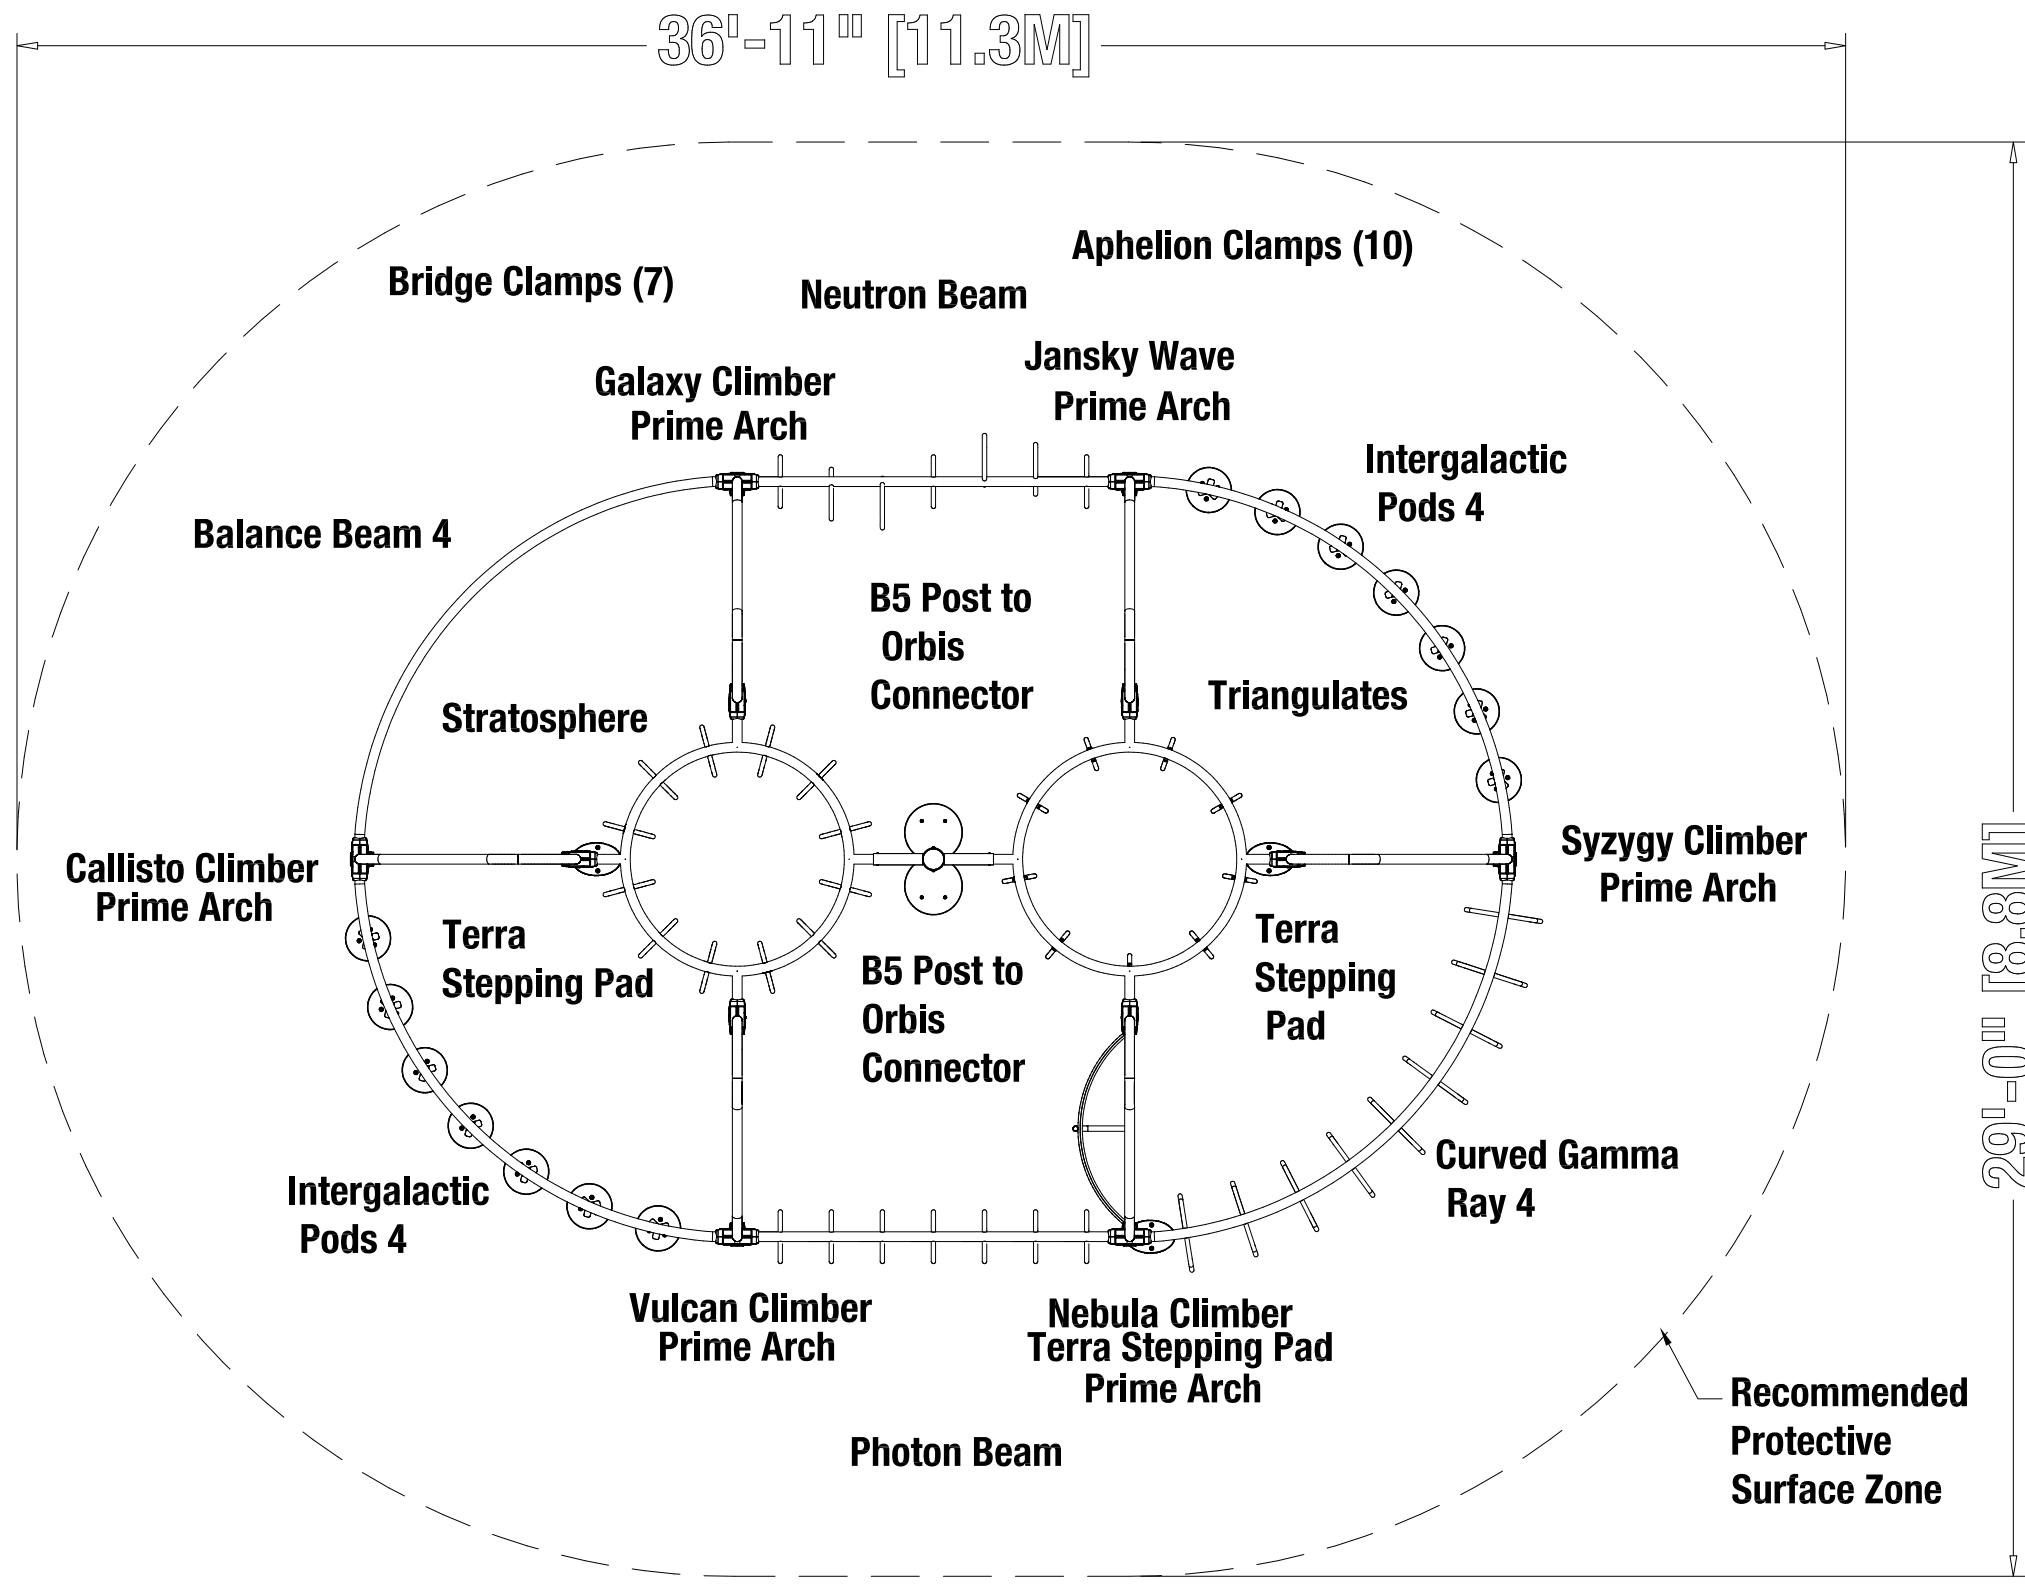 36'-11" [11.3M]
Aphelion Clamps (10)
Bridge Clamps (7)
Neutron Beam
Jansky Wave
Prime Arch
Galaxy Climber
Prime Arch
Intergalactic
Pods 4
Balance Beam 4
B5 Post to
Orbis
Connector
Triangulates
Stratosphere
Syzygy Climber
Prime Arch
Callisto Climber
Prime Arch
Terra
Stepping Pad
Terra
Stepping
Pad
B5 Post to
Orbis
Connector
29'-0" [8.8M]
Curved Gamma
Ray 4
Intergalactic
Pods 4
Vulcan Climber
Prime Arch
Nebula Climber
Terra Stepping Pad
Prime Arch
Recommended
Protective
Surface Zone
Photon Beam